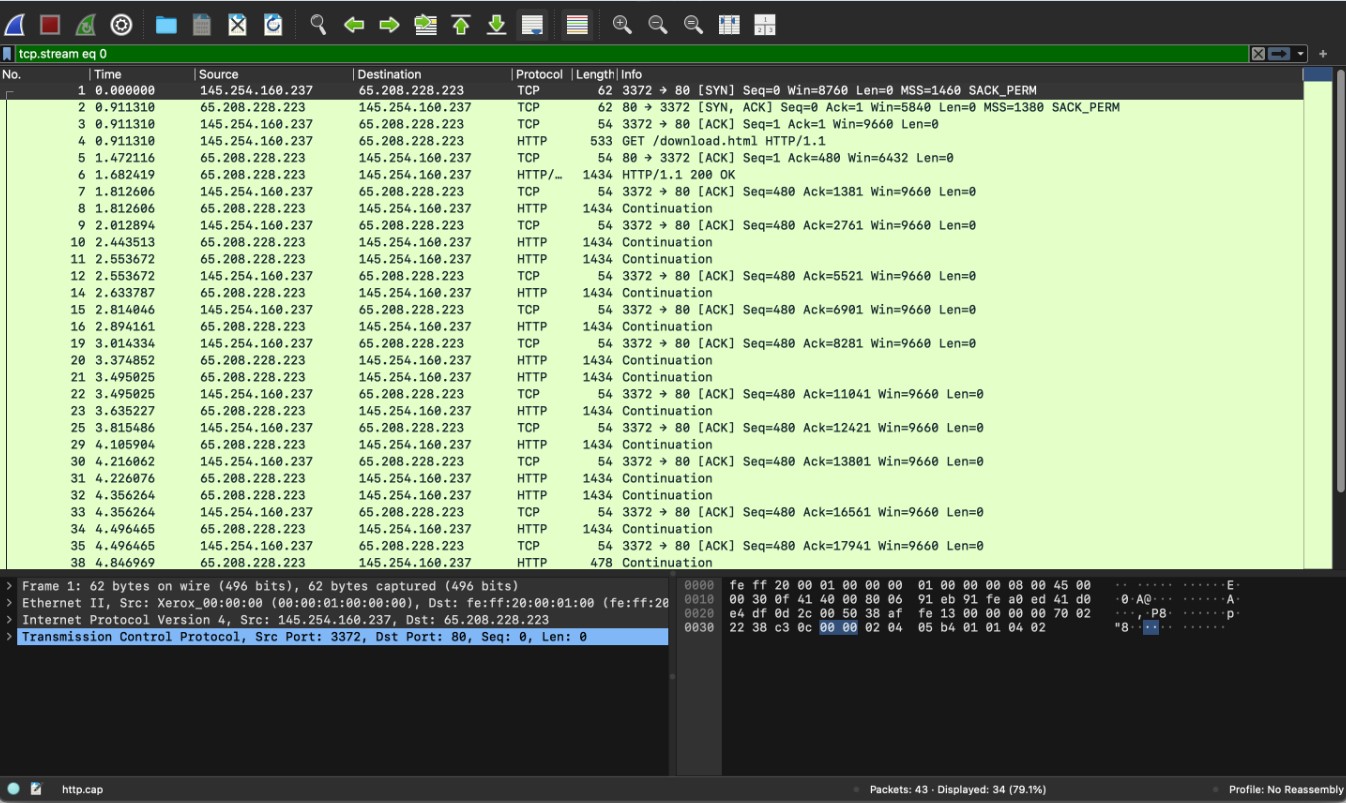 tcp.stream eq 0
No. Time Source Destination Protocol Length Info
1 0.000000 145.254.160.237 65.208.228.223 TCP 62 3372 → 80 [SYN] Seq=0 Win=8760 Len=0 MSS=1460 SACK_PERM
2 0.911310 65.208.228.223 145.254.160.237 TCP 62 80 → 3372 [SYN, ACK] Seq=0 Ack=1 Win=5840 Len=0 MSS=1380 SACK_PERM
3 0.911310 145.254.160.237 65.208.228.223 TCP 54 3372 → 80 [ACK] Seq=1 Ack=1 Win=9660 Len=0
4 0.911310 145.254.160.237 65.208.228.223 HTTP 533 GET /download.html HTTP/1.1
5 1.472116 65.208.228.223 145.254.160.237 TCP 54 80 → 3372 [ACK] Seq=1 Ack=480 Win=6432 Len=0
6 1.682419 65.208.228.223 145.254.160.237 HTTP/… 1434 HTTP/1.1 200 OK
7 1.812606 145.254.160.237 65.208.228.223 TCP 54 3372 → 80 [ACK] Seq=480 Ack=1381 Win=9660 Len=0
8 1.812606 65.208.228.223 145.254.160.237 HTTP 1434 Continuation
9 2.012894 145.254.160.237 65.208.228.223 TCP 54 3372 → 80 [ACK] Seq=480 Ack=2761 Win=9660 Len=0
10 2.443513 65.208.228.223 145.254.160.237 HTTP 1434 Continuation
11 2.553672 65.208.228.223 145.254.160.237 HTTP 1434 Continuation
12 2.553672 145.254.160.237 65.208.228.223 TCP 54 3372 → 80 [ACK] Seq=480 Ack=5521 Win=9660 Len=0
14 2.633787 65.208.228.223 145.254.160.237 HTTP 1434 Continuation
15 2.814046 145.254.160.237 65.208.228.223 TCP 54 3372 → 80 [ACK] Seq=480 Ack=6901 Win=9660 Len=0
16 2.894161 65.208.228.223 145.254.160.237 HTTP 1434 Continuation
19 3.014334 145.254.160.237 65.208.228.223 TCP 54 3372 → 80 [ACK] Seq=480 Ack=8281 Win=9660 Len=0
20 3.374852 65.208.228.223 145.254.160.237 HTTP 1434 Continuation
21 3.495025 65.208.228.223 145.254.160.237 HTTP 1434 Continuation
22 3.495025 145.254.160.237 65.208.228.223 TCP 54 3372 → 80 [ACK] Seq=480 Ack=11041 Win=9660 Len=0
23 3.635227 65.208.228.223 145.254.160.237 HTTP 1434 Continuation
25 3.815486 145.254.160.237 65.208.228.223 TCP 54 3372 → 80 [ACK] Seq=480 Ack=12421 Win=9660 Len=0
29 4.105904 65.208.228.223 145.254.160.237 HTTP 1434 Continuation
30 4.216062 145.254.160.237 65.208.228.223 TCP 54 3372 → 80 [ACK] Seq=480 Ack=13801 Win=9660 Len=0
31 4.226076 65.208.228.223 145.254.160.237 HTTP 1434 Continuation
32 4.356264 65.208.228.223 145.254.160.237 HTTP 1434 Continuation
33 4.356264 145.254.160.237 65.208.228.223 TCP 54 3372 → 80 [ACK] Seq=480 Ack=16561 Win=9660 Len=0
34 4.496465 65.208.228.223 145.254.160.237 HTTP 1434 Continuation
35 4.496465 145.254.160.237 65.208.228.223 TCP 54 3372 → 80 [ACK] Seq=480 Ack=17941 Win=9660 Len=0
38 4.846969 65.208.228.223 145.254.160.237 HTTP 478 Continuation
Frame 1: 62 bytes on wire (496 bits), 62 bytes captured (496 bits)
Ethernet II, Src: Xerox_00:00:00 (00:00:01:00:00:00), Dst: fe:ff:20:00:01:00 (fe:ff:20
Internet Protocol Version 4, Src: 145.254.160.237, Dst: 65.208.228.223
Transmission Control Protocol, Src Port: 3372, Dst Port: 80, Seq: 0, Len: 0
0000 fe ff 20 00 01 00 00 00 01 00 00 00 08 00 45 00 ·· ····· ······E·
0010 00 30 0f 41 40 00 80 06 91 eb 91 fe a0 ed 41 d0 ·0·A@··· ······A·
0020 e4 df 0d 2c 00 50 38 af fe 13 00 00 00 00 70 02 ···,·P8· ······p·
0030 22 38 c3 0c 00 00 02 04 05 b4 01 01 04 02 "8······ ······
http.cap
Packets: 43 · Displayed: 34 (79.1%)
Profile: No Reassembly